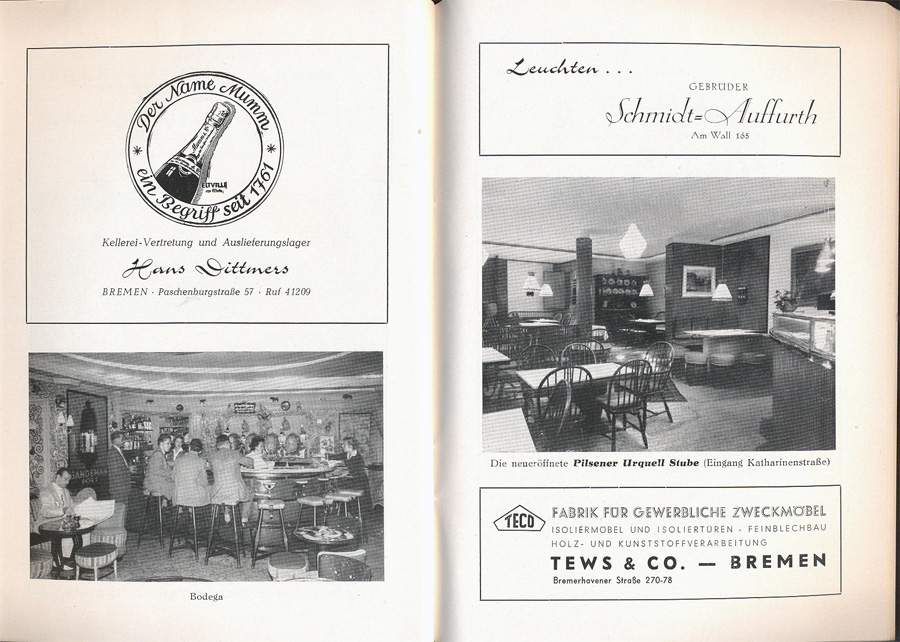 Der Name Mumm
ein Begriff seit 1761
ELTVILLE
Kellerei-Vertretung und Auslieferungslager
Hans Dittmers
BREMEN · Paschenburgstraße 57 · Ruf 41209
SANDEMAN
PORT
Bodega
Leuchten . . .
GEBRÜDER
Schmidt=Auffurth
Am Wall 165
Die neueröffnete Pilsener Urquell Stube (Eingang Katharinenstraße)
TECO
FABRIK FÜR GEWERBLICHE ZWECKMÖBEL
ISOLIERMÖBEL UND ISOLIERTÜREN · FEINBLECHBAU
HOLZ- UND KUNSTSTOFFVERARBEITUNG
TEWS & CO. — BREMEN
Bremerhavener Straße 270-78